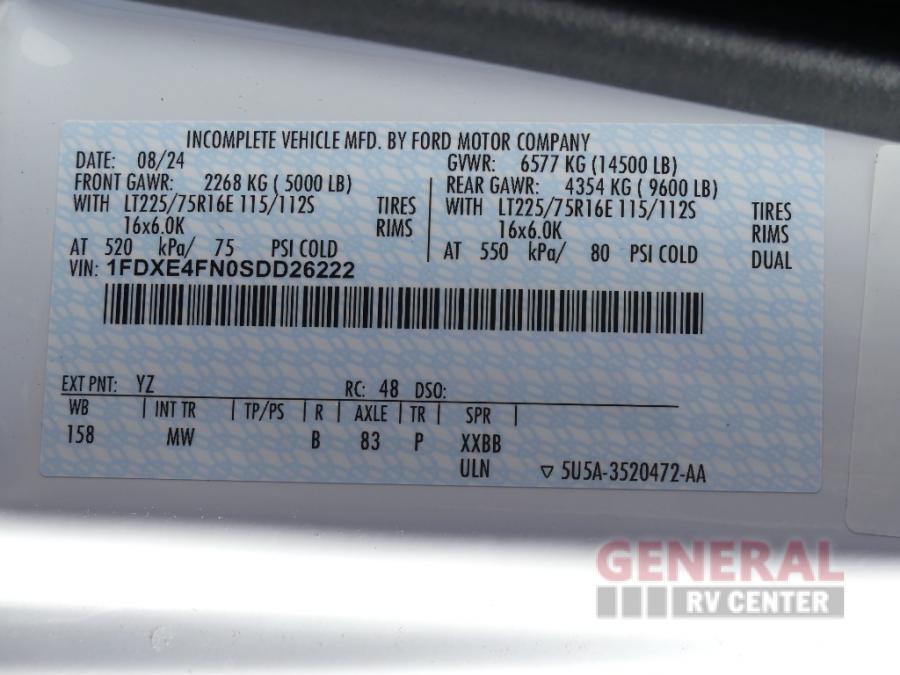 INCOMPLETE VEHICLE MFD. BY FORD MOTOR COMPANY
DATE: 08/24 GVWR: 6577 KG (14500 LB)
FRONT GAWR: 2268 KG ( 5000 LB) REAR GAWR: 4354 KG ( 9600 LB)
WITH LT225/75R16E 115/112S TIRES WITH LT225/75R16E 115/112S TIRES
16x6.0K RIMS 16x6.0K RIMS
AT 520 kPa/ 75 PSI COLD AT 550 kPa/ 80 PSI COLD DUAL
VIN: 1FDXE4FN0SDD26222
EXT PNT: YZ RC: 48 DSO:
WB | INT TR | TP/PS | R | AXLE | TR | SPR |
158 MW B 83 P XXBB
ULN ▽ 5U5A-3520472-AA
GENERAL
RV CENTER